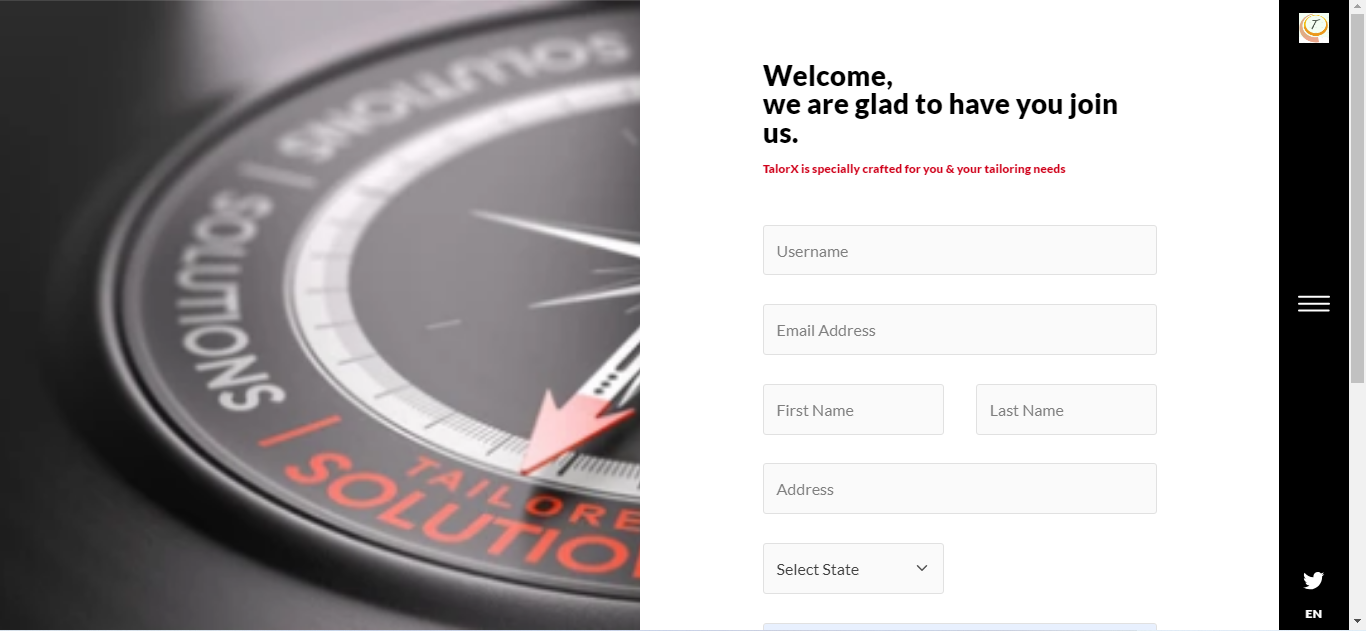 SOLUTIONS
| SOLUTIONS
| SOLUTIO
TAILORE
Welcome,
we are glad to have you join
us.
TalorX is specially crafted for you & your tailoring needs
Username
Email Address
First Name
Last Name
Address
Select State
T
EN